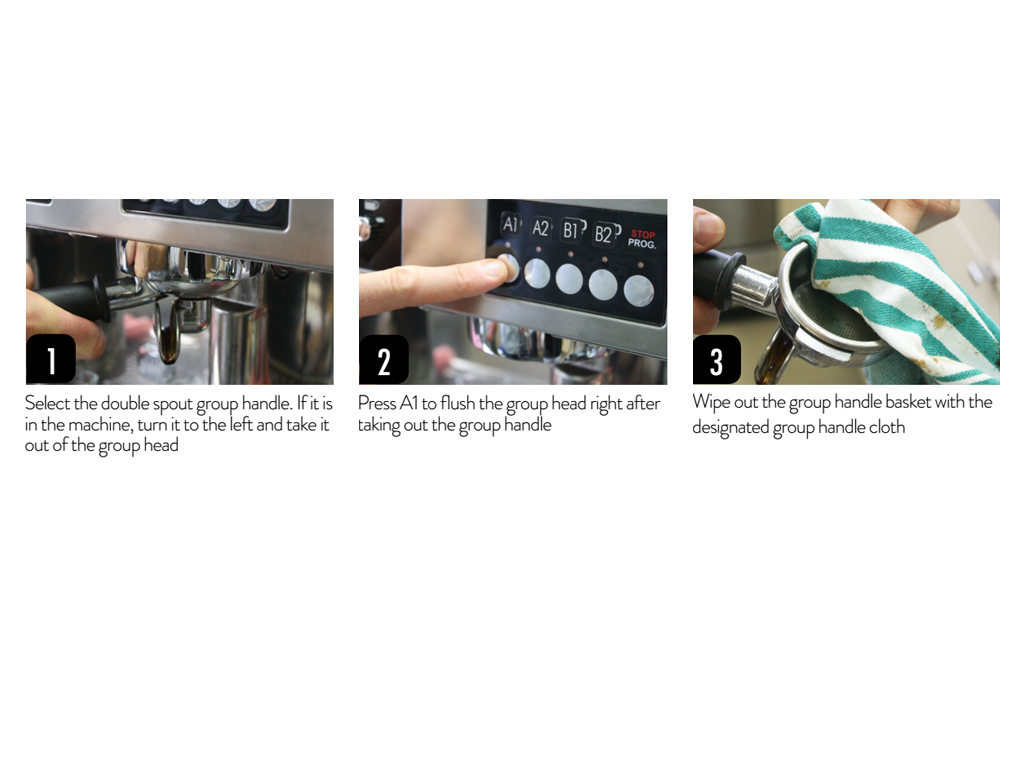 A1 A2 B1 B2 STOP
PROG.
1
Select the double spout group handle. If it is
in the machine, turn it to the left and take it
out of the group head
2
Press A1 to flush the group head right after
taking out the group handle
3
Wipe out the group handle basket with the
designated group handle cloth